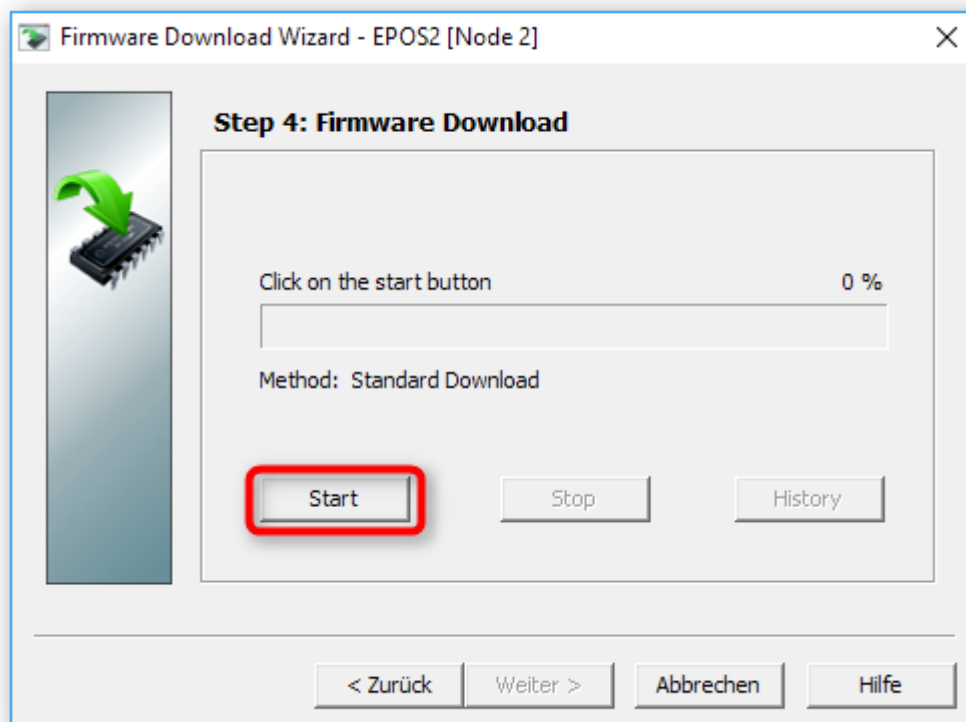 Firmware Download Wizard - EPOS2 [Node 2]
Step 4: Firmware Download
Click on the start button 0 %
Method: Standard Download
Start Stop History
< Zurück Weiter > Abbrechen Hilfe